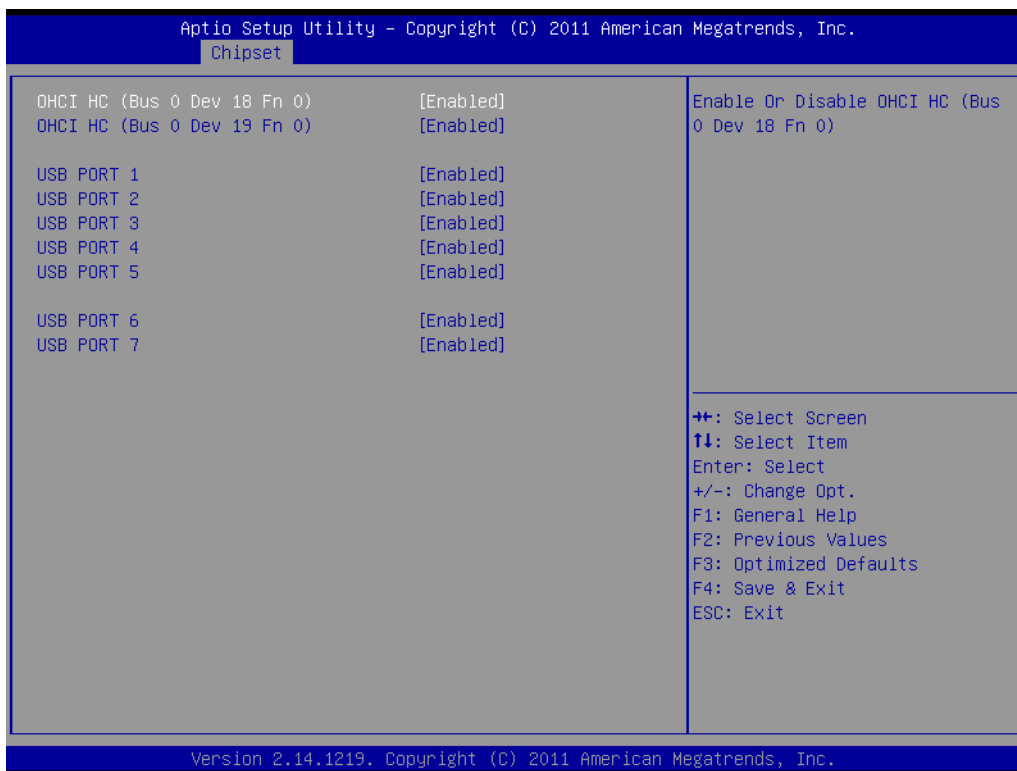 Aptio Setup Utility – Copyright (C) 2011 American Megatrends, Inc.
Chipset
OHCI HC (Bus 0 Dev 18 Fn 0) [Enabled]
OHCI HC (Bus 0 Dev 19 Fn 0) [Enabled]
USB PORT 1 [Enabled]
USB PORT 2 [Enabled]
USB PORT 3 [Enabled]
USB PORT 4 [Enabled]
USB PORT 5 [Enabled]
USB PORT 6 [Enabled]
USB PORT 7 [Enabled]
Enable Or Disable OHCI HC (Bus
0 Dev 18 Fn 0)
→←: Select Screen
↑↓: Select Item
Enter: Select
+/-: Change Opt.
F1: General Help
F2: Previous Values
F3: Optimized Defaults
F4: Save & Exit
ESC: Exit
Version 2.14.1219. Copyright (C) 2011 American Megatrends, Inc.